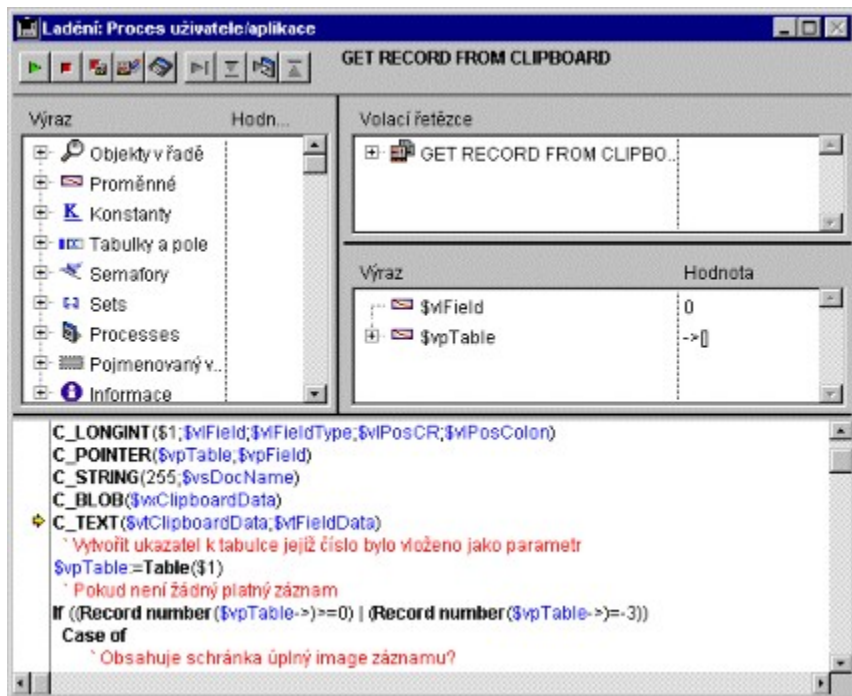 Ladění: Proces uživatele/aplikace
GET RECORD FROM CLIPBOARD
Výraz Hodn...
Objekty v řadě
Proměnné
Konstanty
Tabulky a pole
Semafory
Sets
Processes
Pojmenovaný v..
Informace
Volací řetězce
GET RECORD FROM CLIPBO..
Výraz Hodnota
$vlField 0
$vpTable ->[]
C_LONGINT($1;$vlField;$vlFieldType;$vlPosCR;$vlPosColon)
C_POINTER($vpTable;$vpField)
C_STRING(255;$vsDocName)
C_BLOB($vxClipboardData)
C_TEXT($vtClipboardData;$vtFieldData)
` Vytvořit ukazatel k tabulce jejíž číslo bylo vloženo jako parametr
$vpTable:=Table($1)
` Pokud není žádný platný záznam
If ((Record number($vpTable->)>=0) | (Record number($vpTable->)=-3))
Case of
` Obsahuje schránka úplný image záznamu?